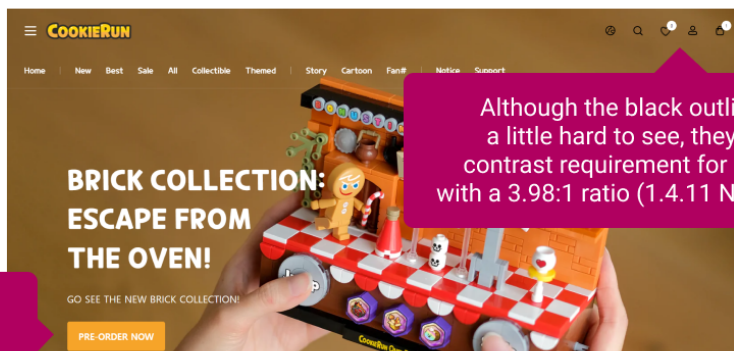 COOKIERUN
Home New Best Sale All Collectible Themed Story Cartoon Fan# Notice Support
Although the black outli
a little hard to see, they
contrast requirement for
with a 3.98:1 ratio (1.4.11 N
BRICK COLLECTION:
ESCAPE FROM
THE OVEN!
GO SEE THE NEW BRICK COLLECTION!
PRE-ORDER NOW